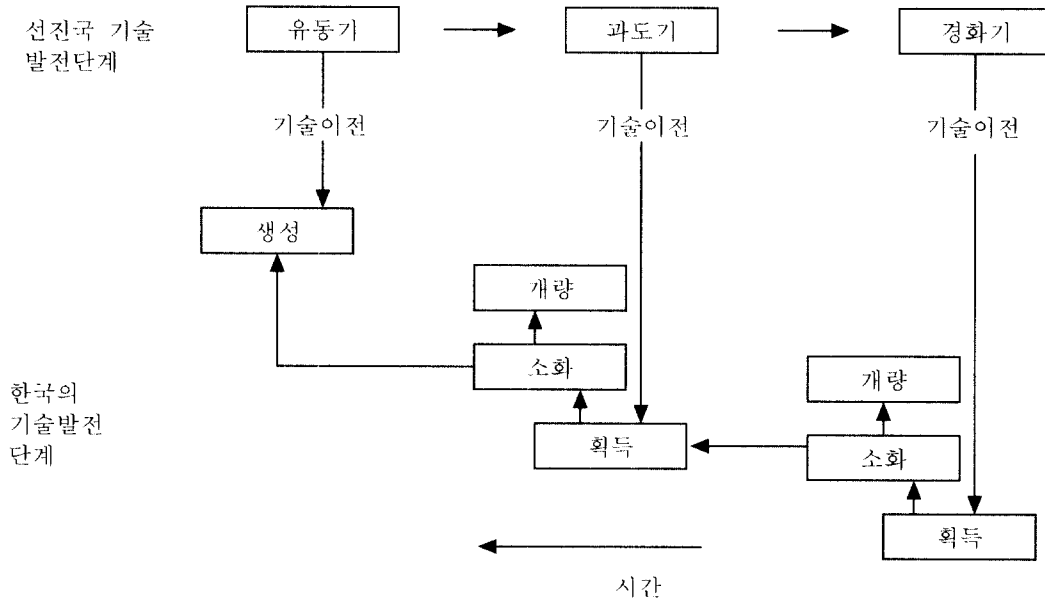 선진국 기술
발전단계
유동기
과도기
경화기
기술이전
기술이전
기술이전
생성
개량
소화
획득
개량
소화
획득
한국의
기술발전
단계
시간